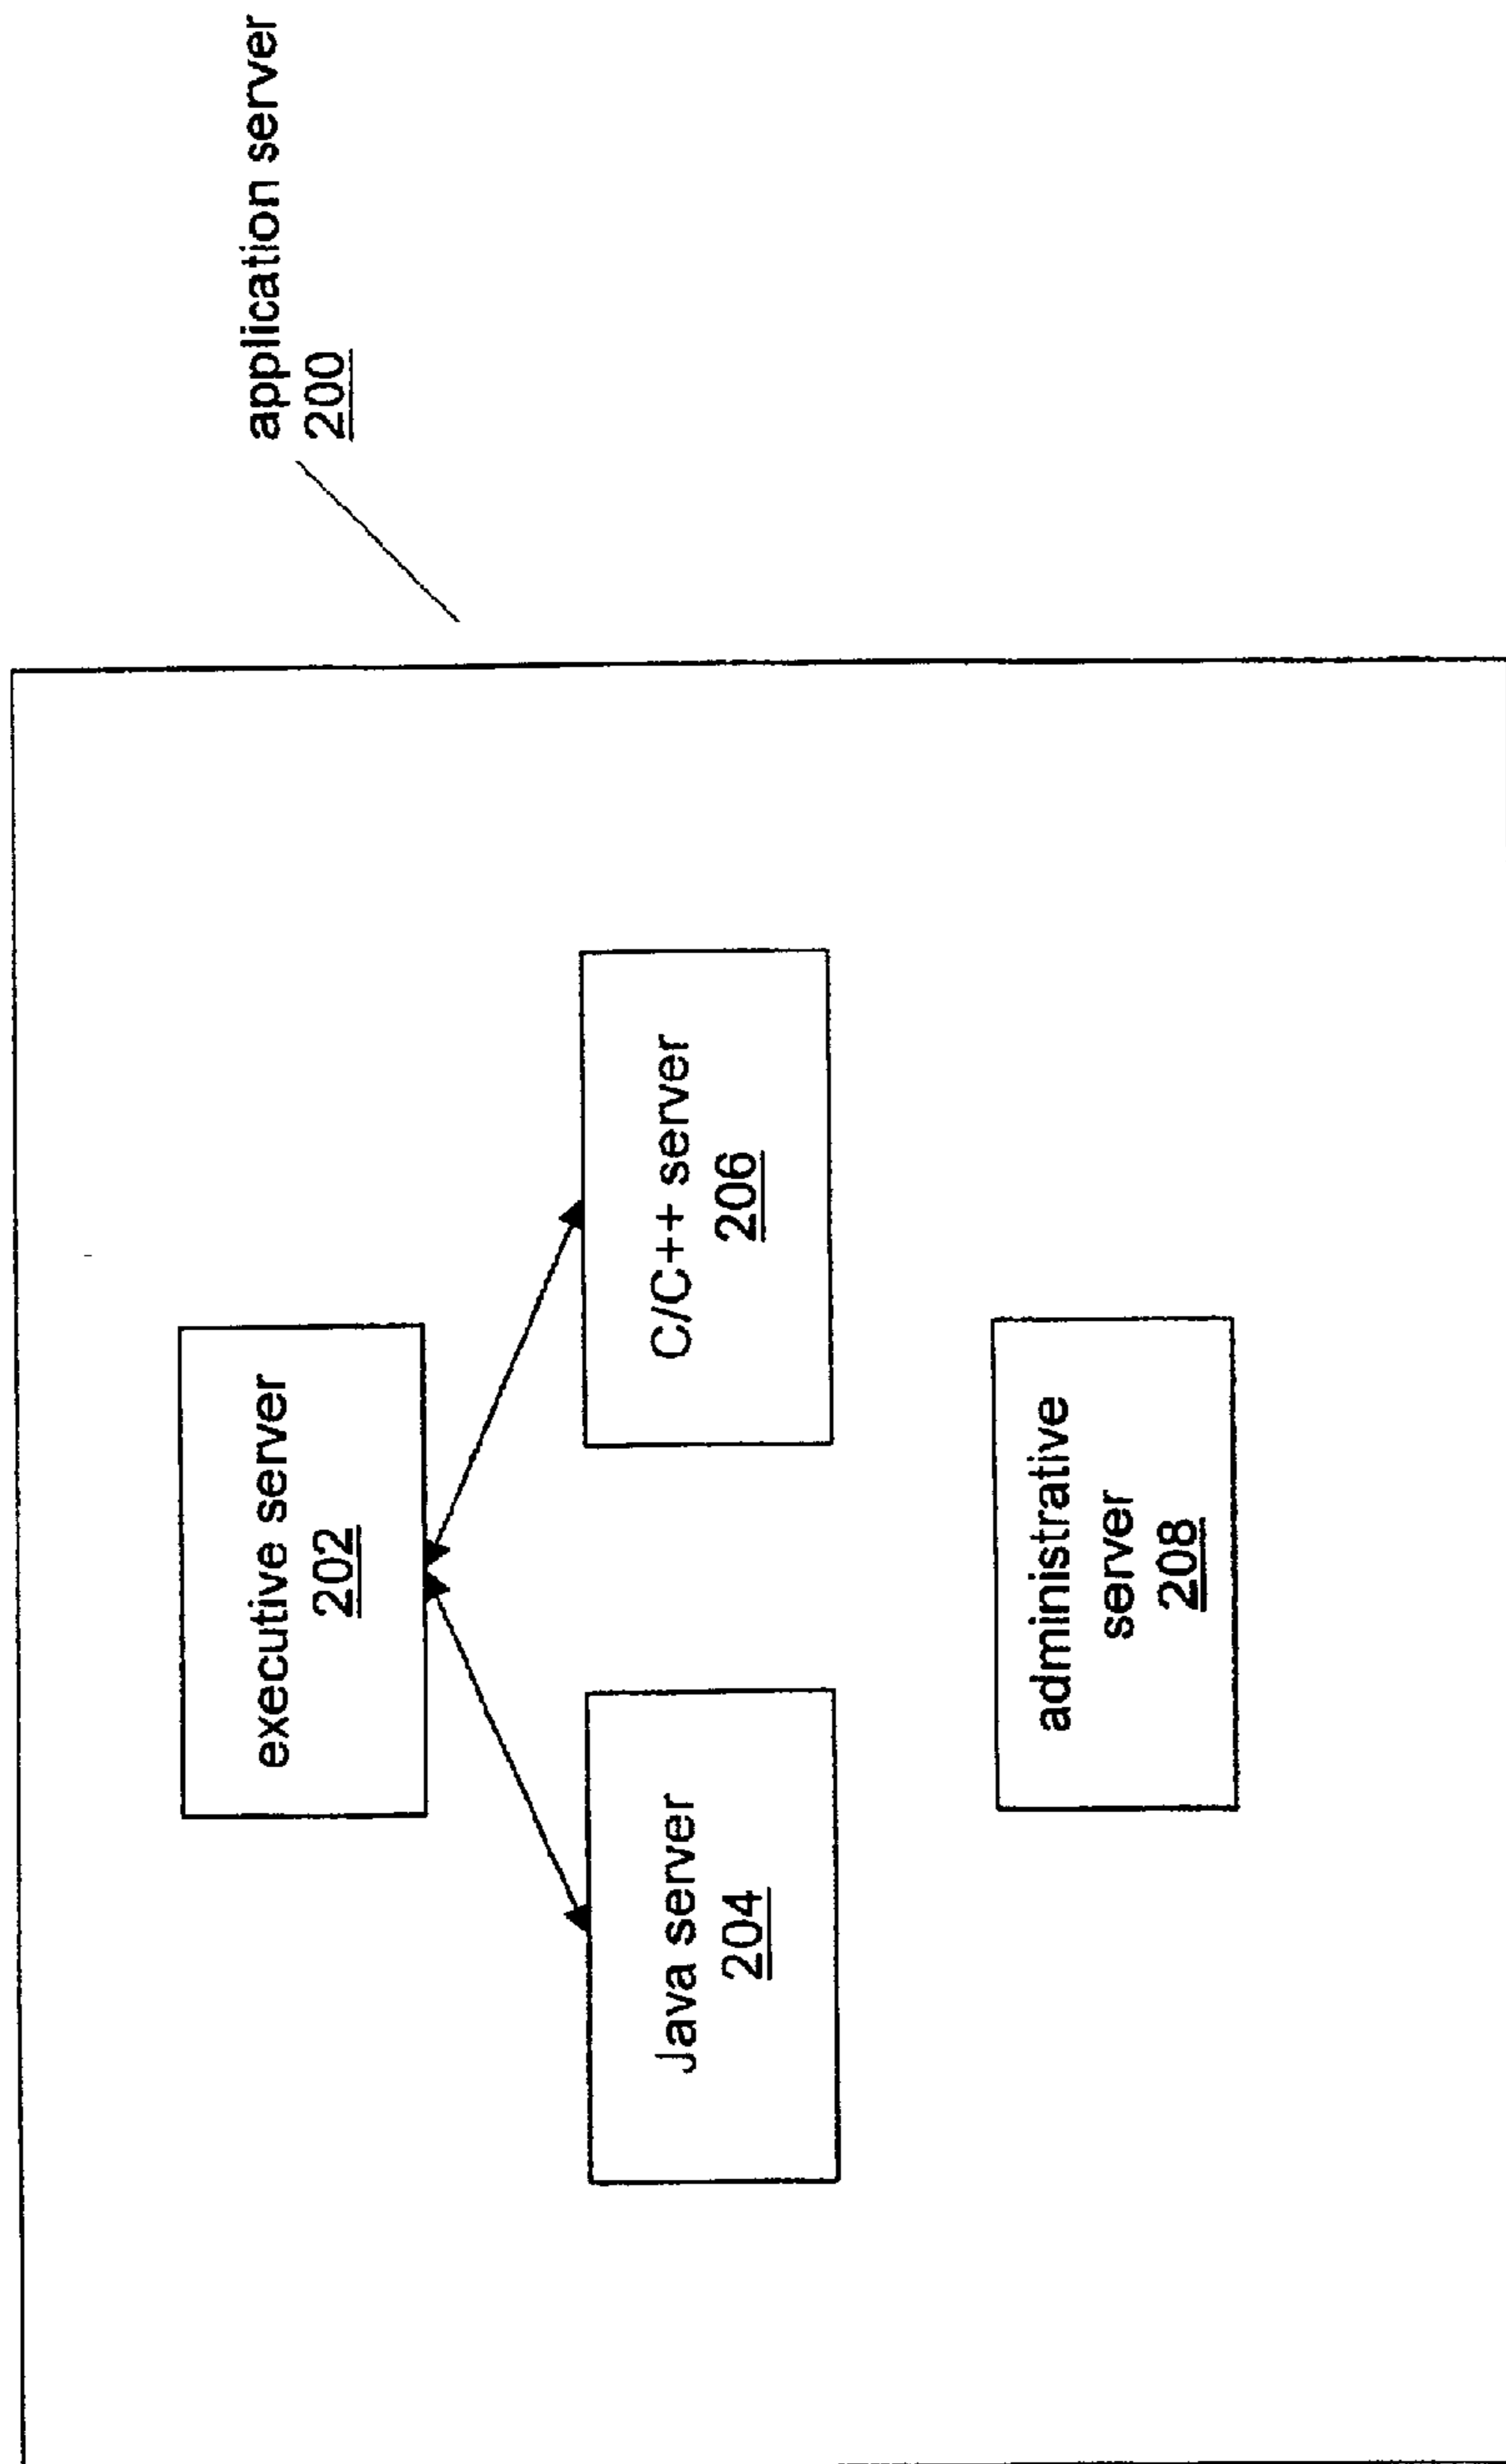 application server
200
executive server
202
Java server
204
C/C++ server
206
administrative
server
208